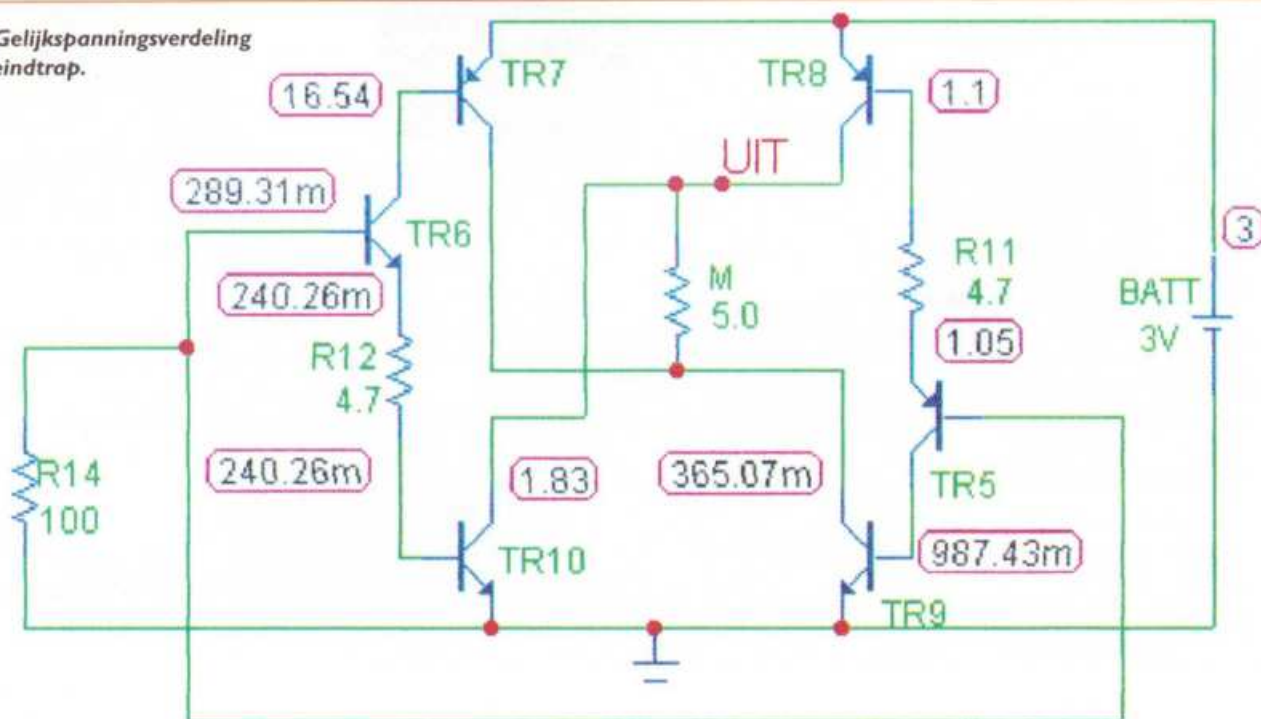 Gelijkspanningsverdeling
eindtrap.
TR7
TR8
16.54
1.1
UIT
289.31m
TR6
3
R11
4.7
M
5.0
BATT
3V
240.26m
1.05
R12
4.7
R14
100
240.26m
1.83
365.07m
TR5
TR10
987.43m
TR9